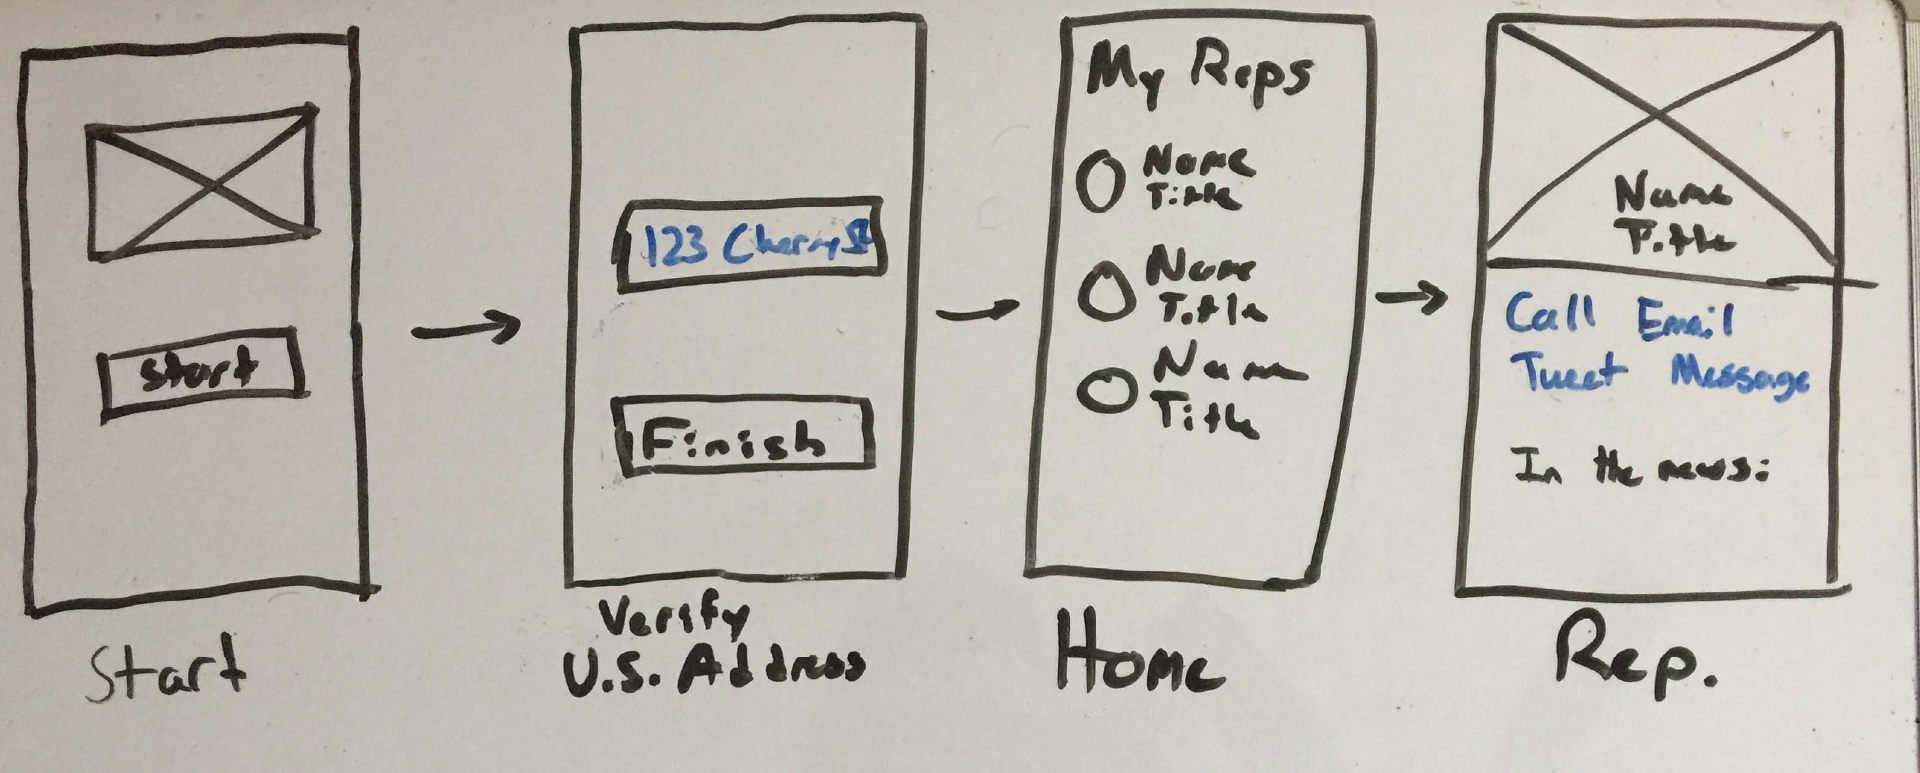 start
Start
123 Cherry St
Finish
Verify
U.S. Address
My Reps
Name
Title
Name
Title
Name
Title
Home
Name
Title
Call Email
Tweet Message
In the news:
Rep.